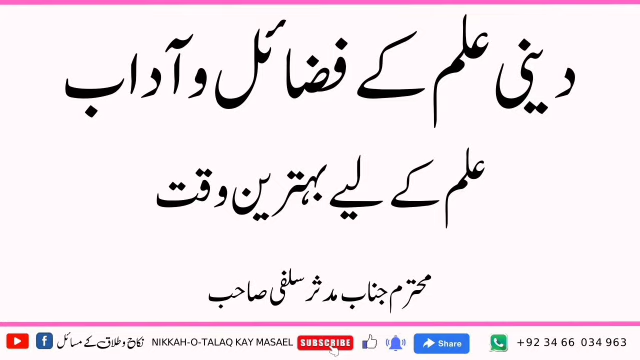 دینی علم کے فضائل و آداب
علم کے لیے بہترین وقت
محترم جناب مدثر سلفی صاحب
نکاح و طلاق کے مسائل NIKKAH-O-TALAQ KAY MASAEL SUBSCRIBE Share +92 34 66 034 963